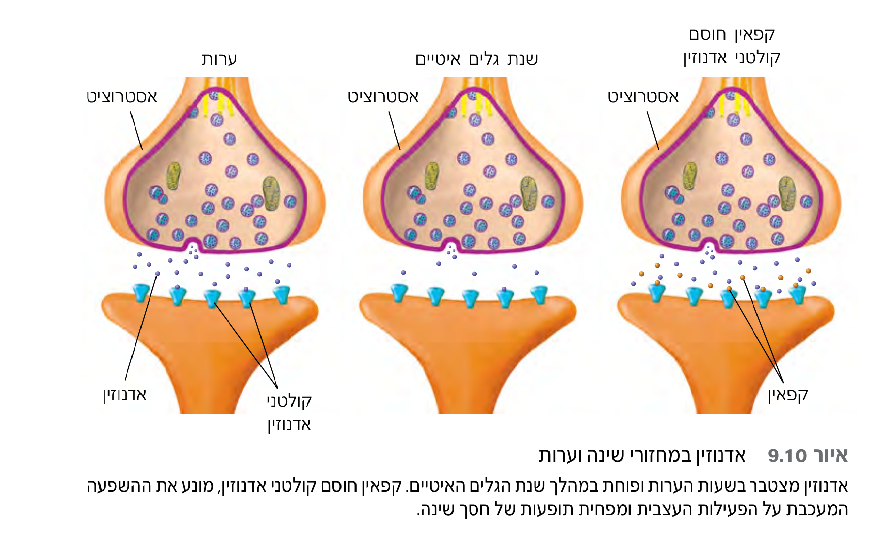 קפאין חוסם
קולטני אדנוזין
שנת גלים איטיים
ערות
אסטרוציט
אסטרוציט
אסטרוציט
קפאין
קולטני
אדנוזין
אדנוזין
איור 9.10 אדנוזין במחזורי שינה וערות
אדנוזין מצטבר בשעות הערות ופוחת במהלך שנת הגלים האיטיים. קפאין חוסם קולטני אדנוזין, מונע את ההשפעה
המעכבת על הפעילות העצבית ומפחית תופעות של חסך שינה.